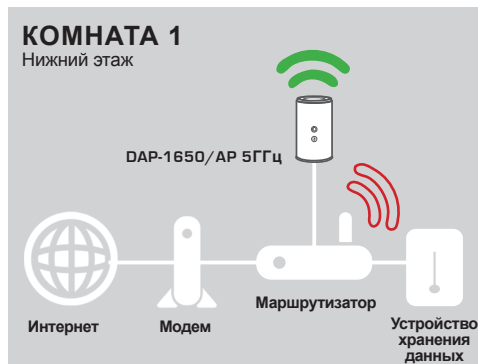 КОМНАТА 1
Нижний этаж
DAP-1650/AP 5ГГц
Маршрутизатор
Интернет
Модем
Устройство
хранения
данных